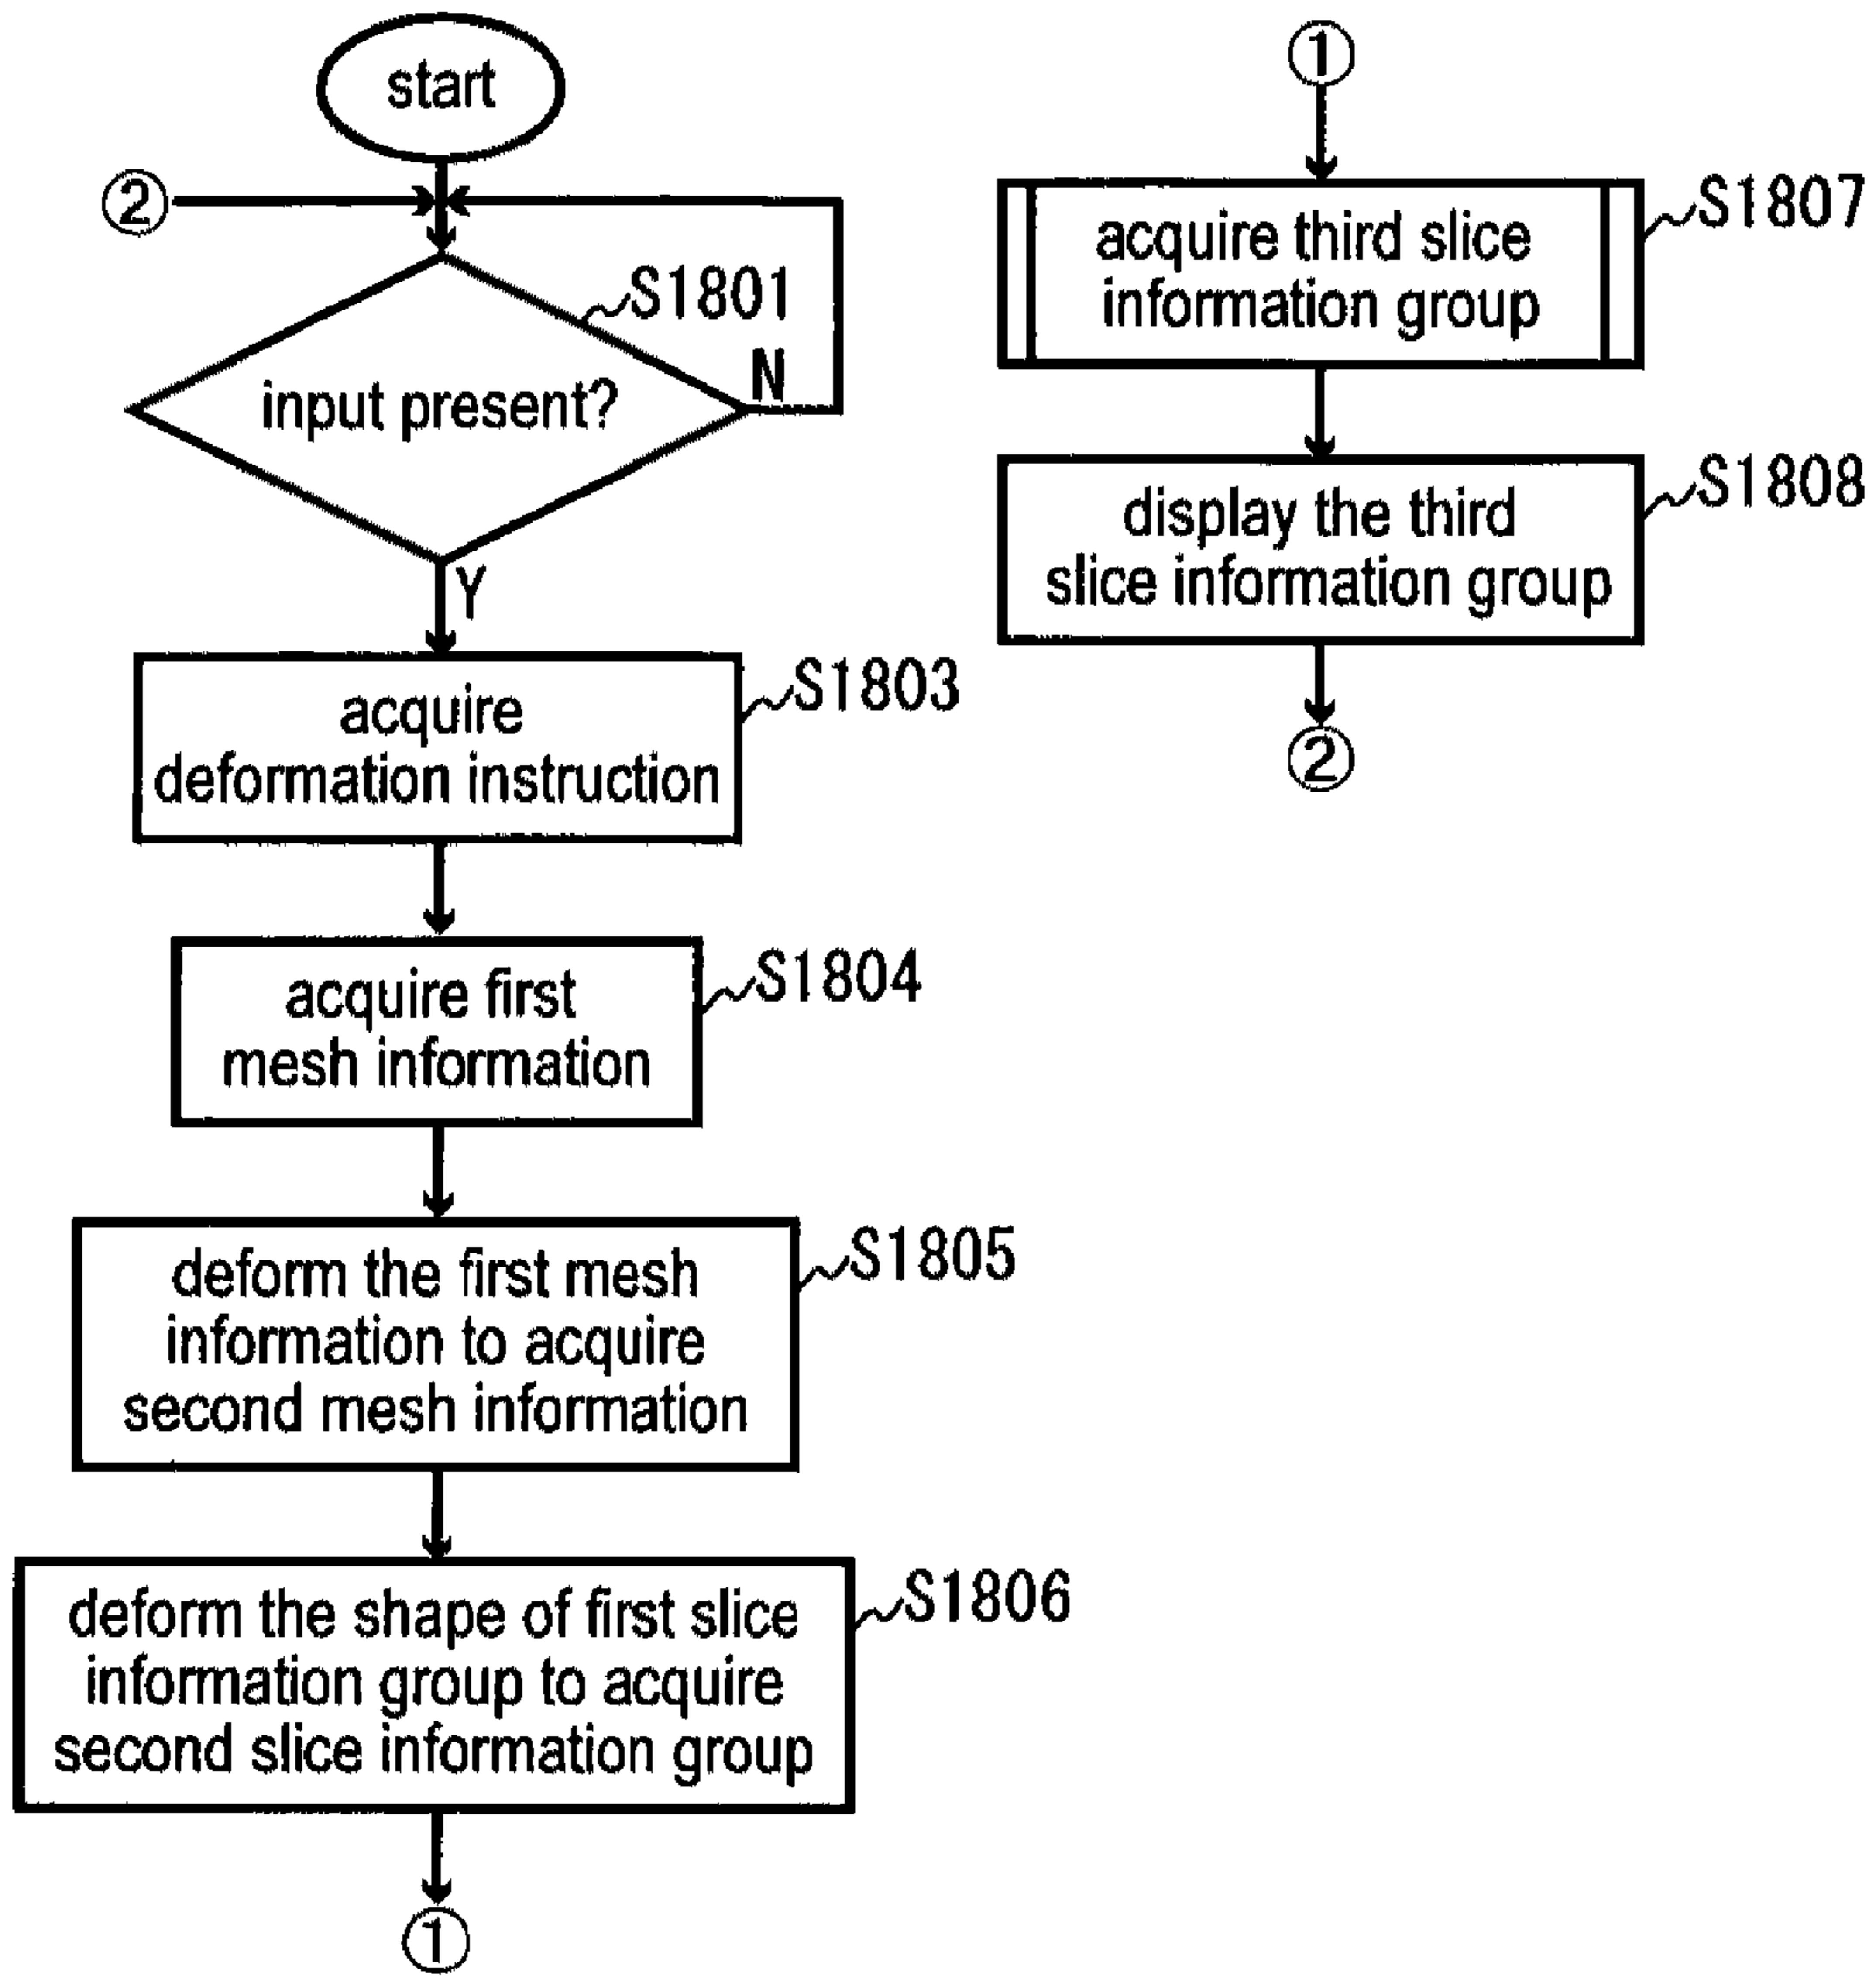 start
②
S1801
input present?
N
Y
acquire
deformation instruction
S1803
acquire first
mesh information
S1804
deform the first mesh
information to acquire
second mesh information
S1805
deform the shape of first slice
information group to acquire
second slice information group
S1806
①
①
acquire third slice
information group
S1807
display the third
slice information group
S1808
②